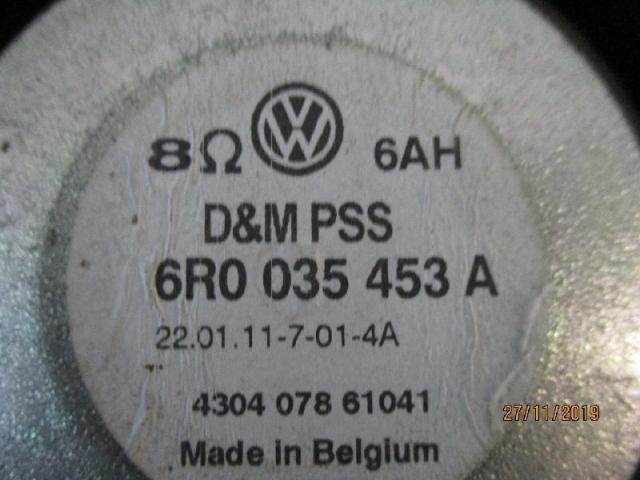 8Ω VW 6AH
D&M PSS
6R0 035 453 A
22.01.11-7-01-4A
4304 078 61041
Made in Belgium
27/11/2019